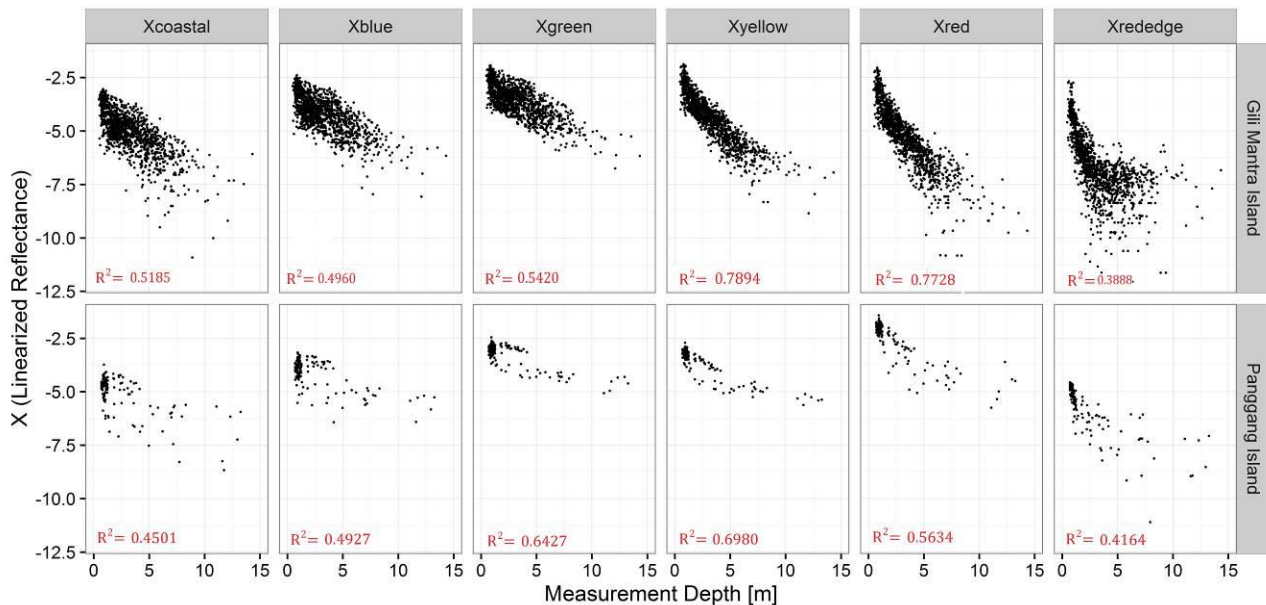 Xcoastal Xblue Xgreen Xyellow Xred Xrededge
-2.5
-5.0
-7.5
-10.0
-12.5
R²= 0.5185 R²= 0.4960 R²= 0.5420 R²= 0.7894 R²= 0.7728 R²= 0.3888
Gili Mantra Island
X (Linearized Reflectance)
-2.5
-5.0
-7.5
-10.0
-12.5
R²= 0.4501 R²= 0.4927 R²= 0.6427 R²= 0.6980 R²= 0.5634 R²= 0.4164
Panggang Island
0 5 10 15 0 5 10 15 0 5 10 15 0 5 10 15 0 5 10 15 0 5 10 15
Measurement Depth [m]